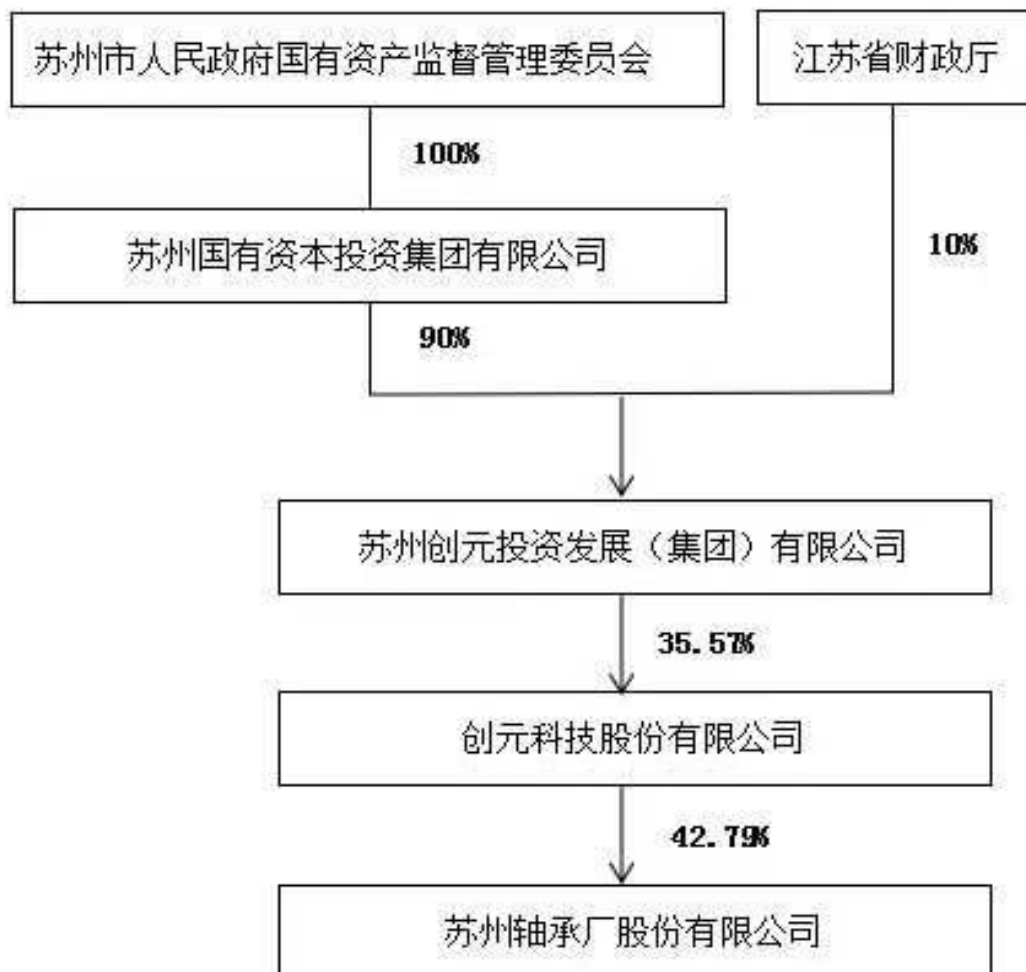 苏州市人民政府国有资产监督管理委员会
江苏省财政厅
100%
苏州国有资本投资集团有限公司
10%
90%
苏州创元投资发展（集团）有限公司
35.57%
创元科技股份有限公司
42.79%
苏州轴承厂股份有限公司